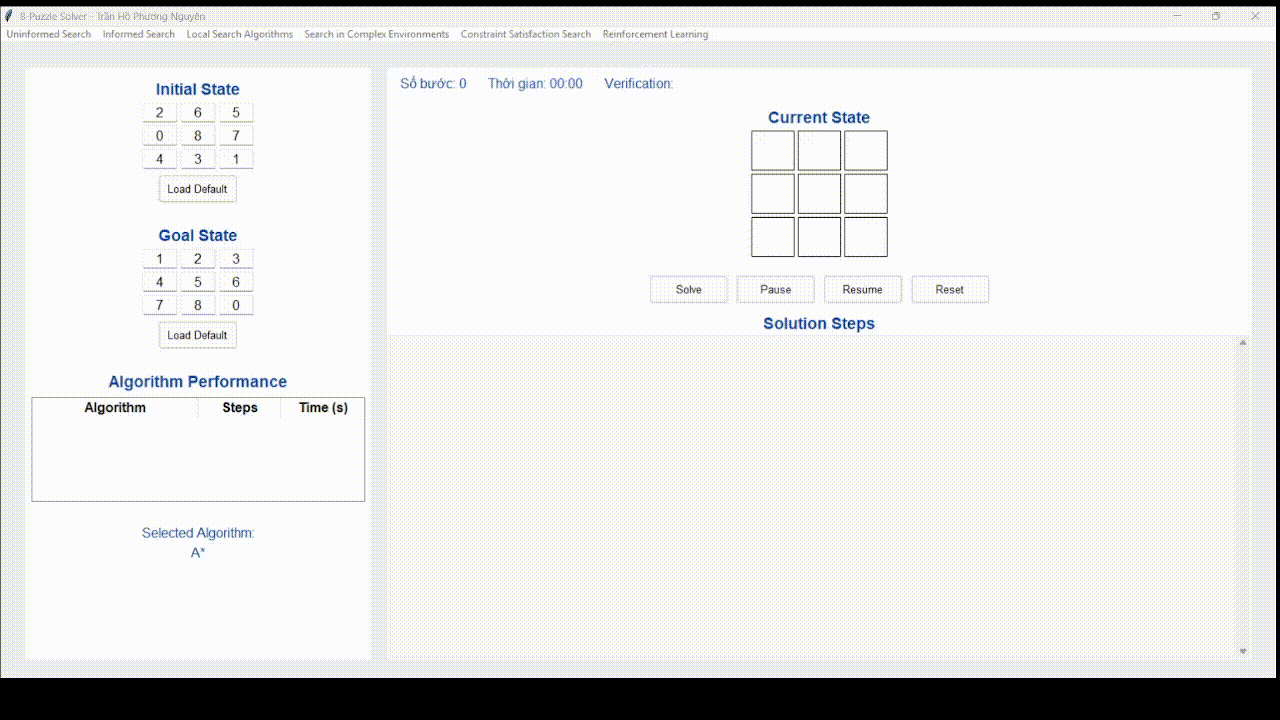 8-Puzzle Solver - Trần Hồ Phương Nguyên
Uninformed Search Informed Search Local Search Algorithms Search in Complex Environments Constraint Satisfaction Search Reinforcement Learning
Initial State
2 6 5
0 8 7
4 3 1
Load Default
Goal State
1 2 3
4 5 6
7 8 0
Load Default
Algorithm Performance
Algorithm Steps Time (s)
Selected Algorithm:
A*
Số bước: 0 Thời gian: 00:00 Verification:
Current State
Solve Pause Resume Reset
Solution Steps